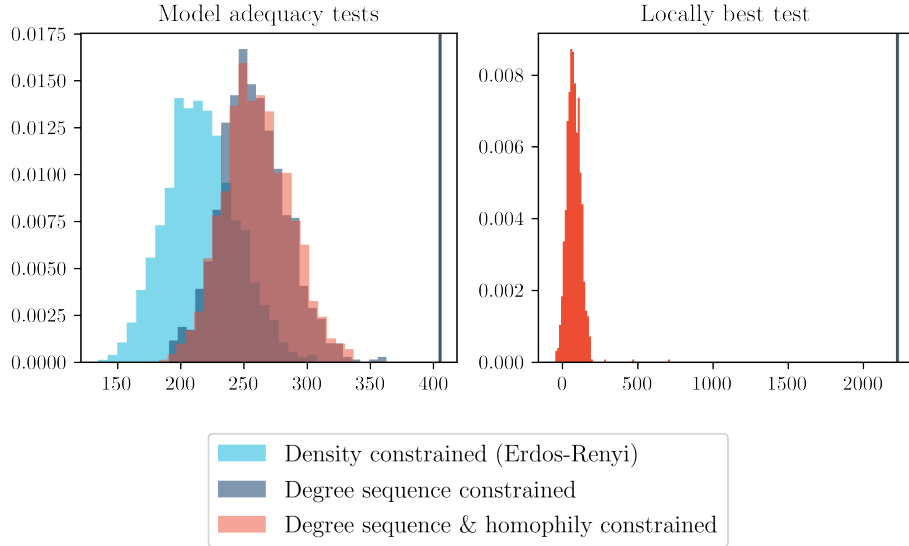 Model adequacy tests
Locally best test
0.0175
0.0150
0.0125
0.0100
0.0075
0.0050
0.0025
0.0000
150 200 250 300 350 400
0.008
0.006
0.004
0.002
0.000
0 500 1000 1500 2000
Density constrained (Erdos-Renyi)
Degree sequence constrained
Degree sequence & homophily constrained